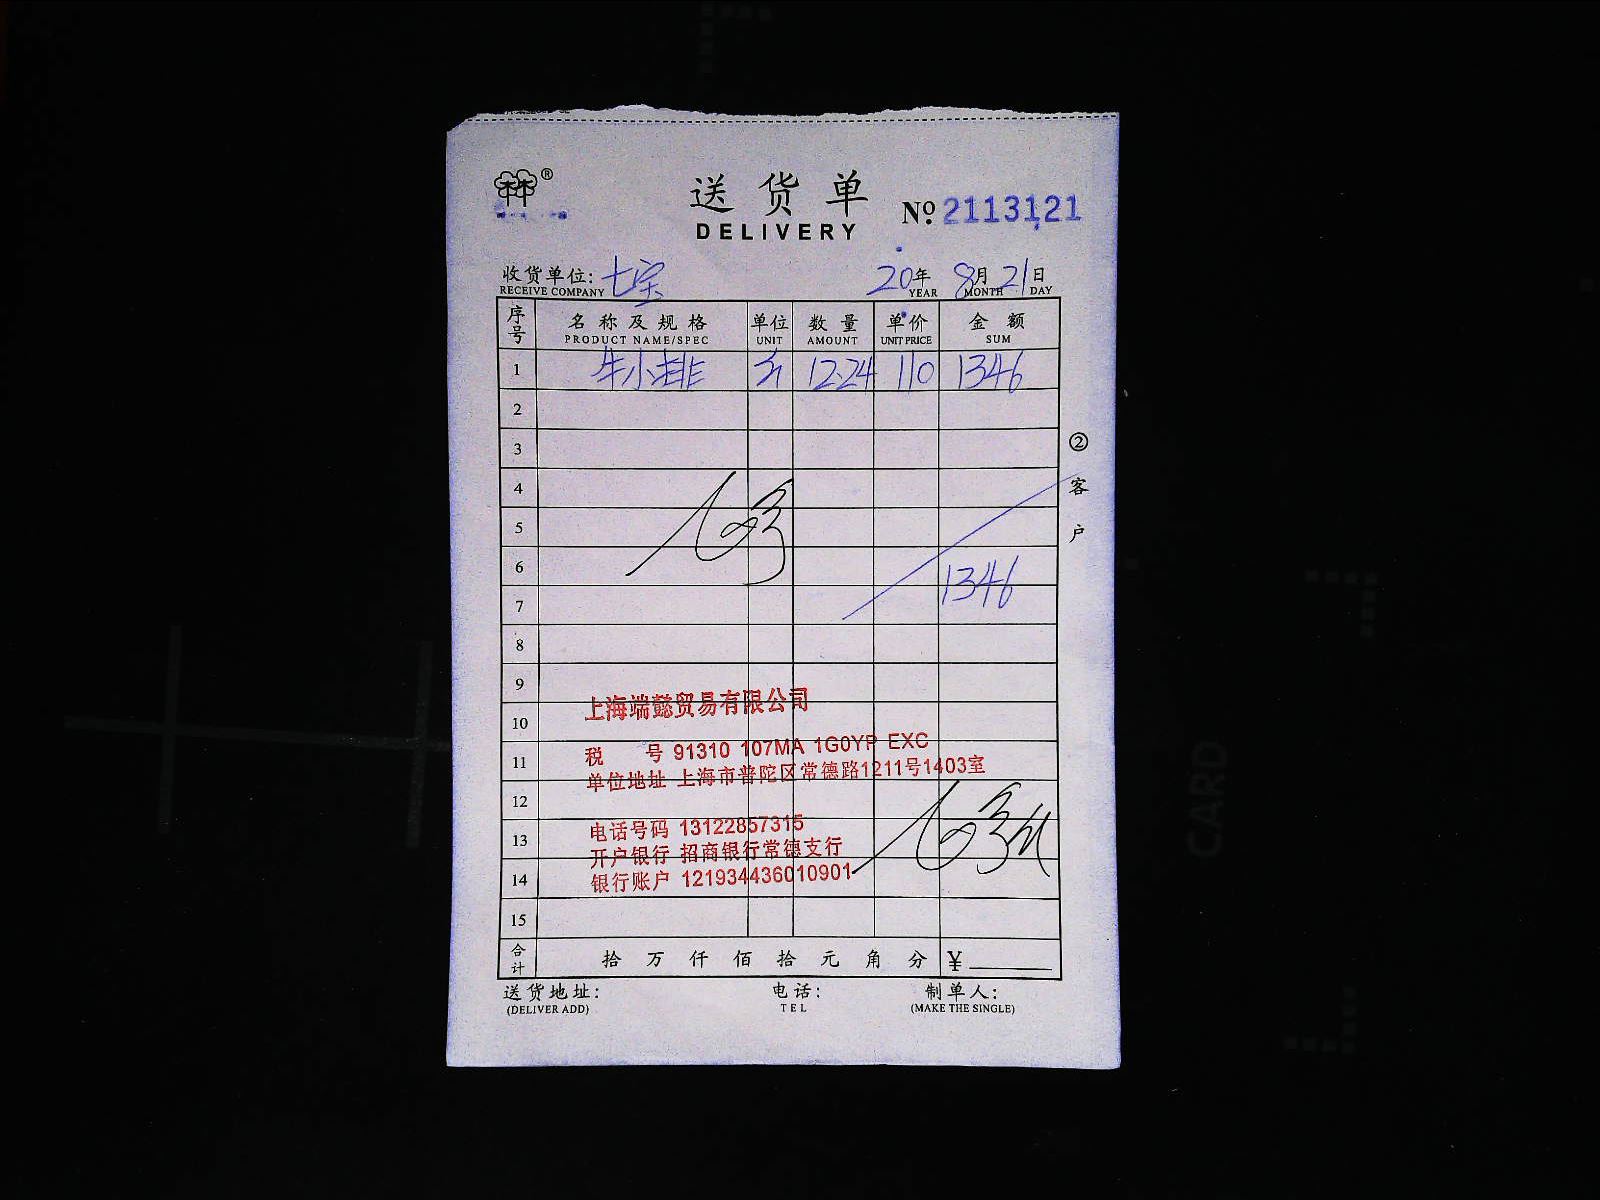 ®
送货单 №2113121
DELIVERY
收货单位: 七宝 20年 8月 21日
RECEIVE COMPANY YEAR MONTH DAY
序号 名称及规格 单位 数量 单价 金额
PRODUCT NAME/SPEC UNIT AMOUNT UNIT PRICE SUM
1 牛小排 斤 12.24 110 1346
2
3
4
5
6
1346
7
8
9
10
11
12
13
14
15
上海端懿贸易有限公司
税 号 91310 107MA 1G0YP EXC
单位地址 上海市普陀区常德路1211号1403室
电话号码 13122857315
开户银行 招商银行常德支行
银行账户 121934436010901
合计 拾 万 仟 佰 拾 元 角 分 ¥
送货地址: 电话: 制单人:
(DELIVER ADD) TEL (MAKE THE SINGLE)
② 客户
CARD